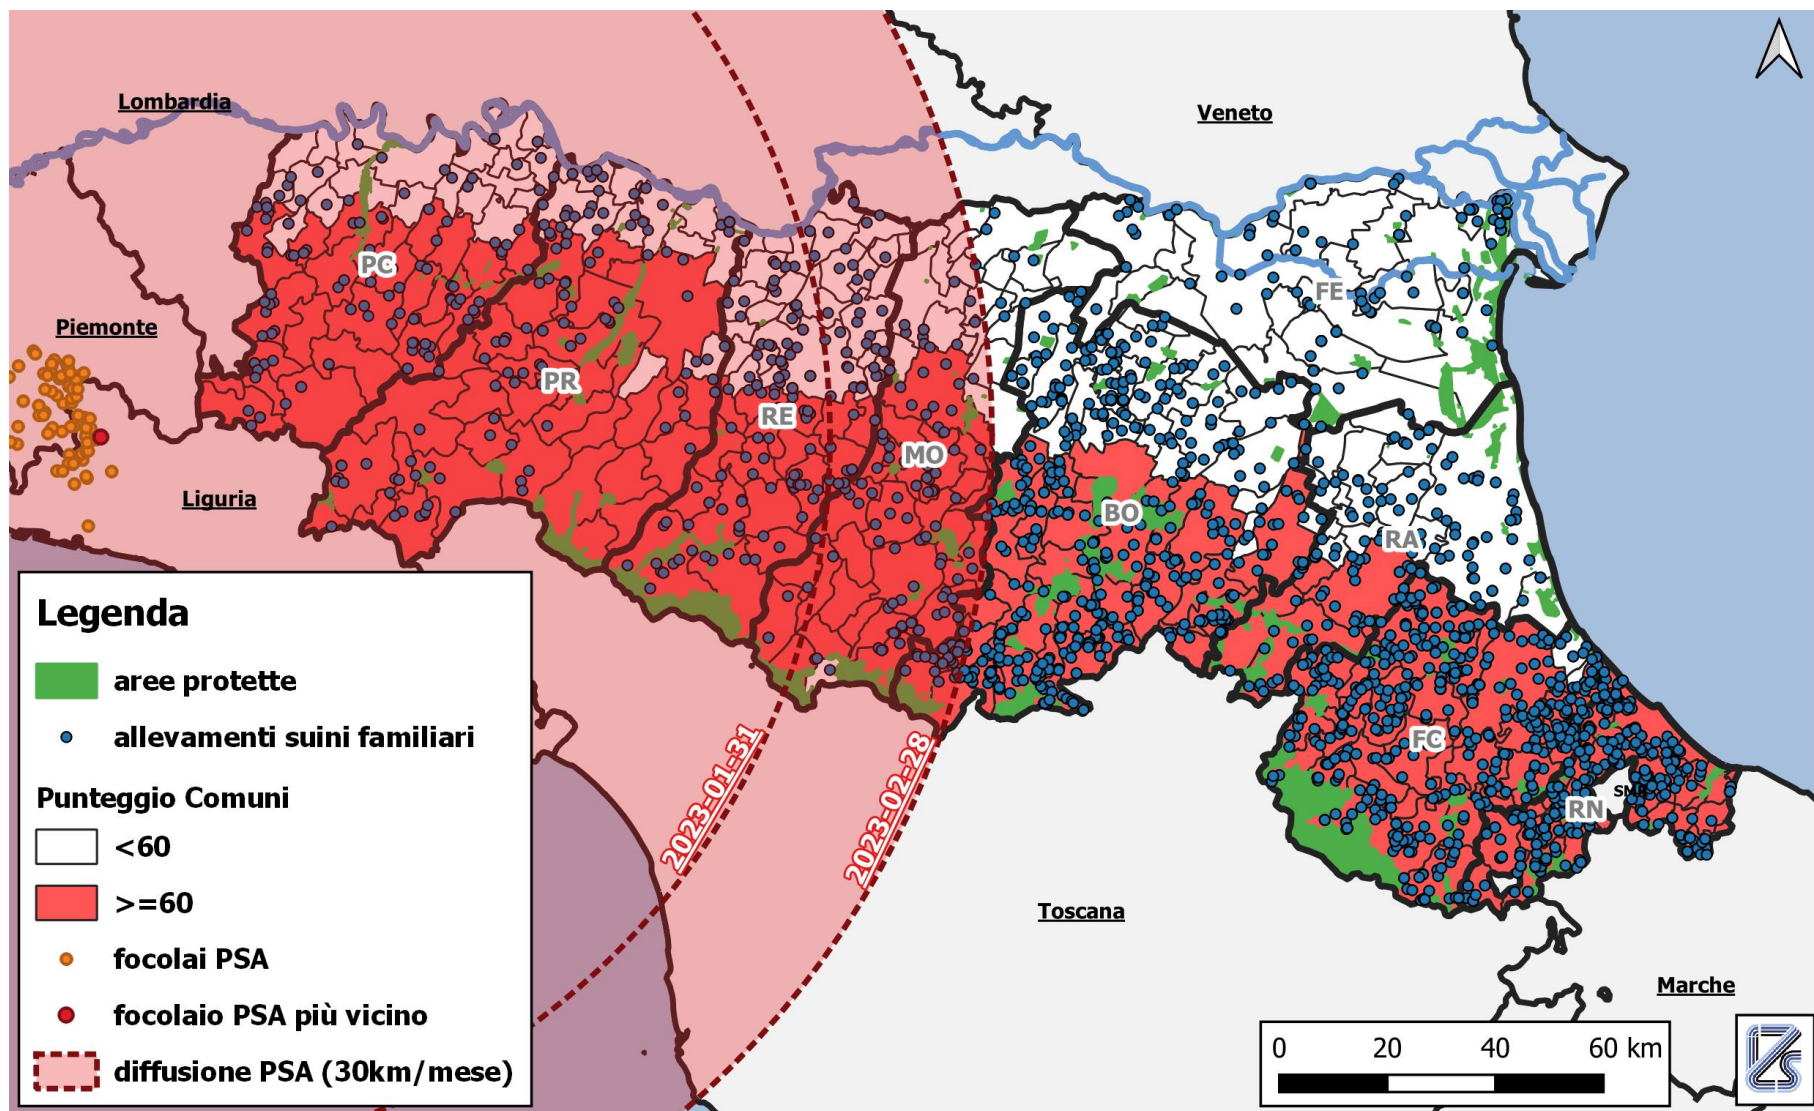 Lombardia
Veneto
Piemonte
PC
FE
PR
RE
MO
Liguria
BO
RA
Legenda
aree protette
allevamenti suini familiari
Punteggio Comuni
<60
>=60
focolai PSA
focolaio PSA più vicino
diffusione PSA (30km/mese)
2023-01-31
2023-02-28
FC
RN
Toscana
Marche
0 20 40 60 km